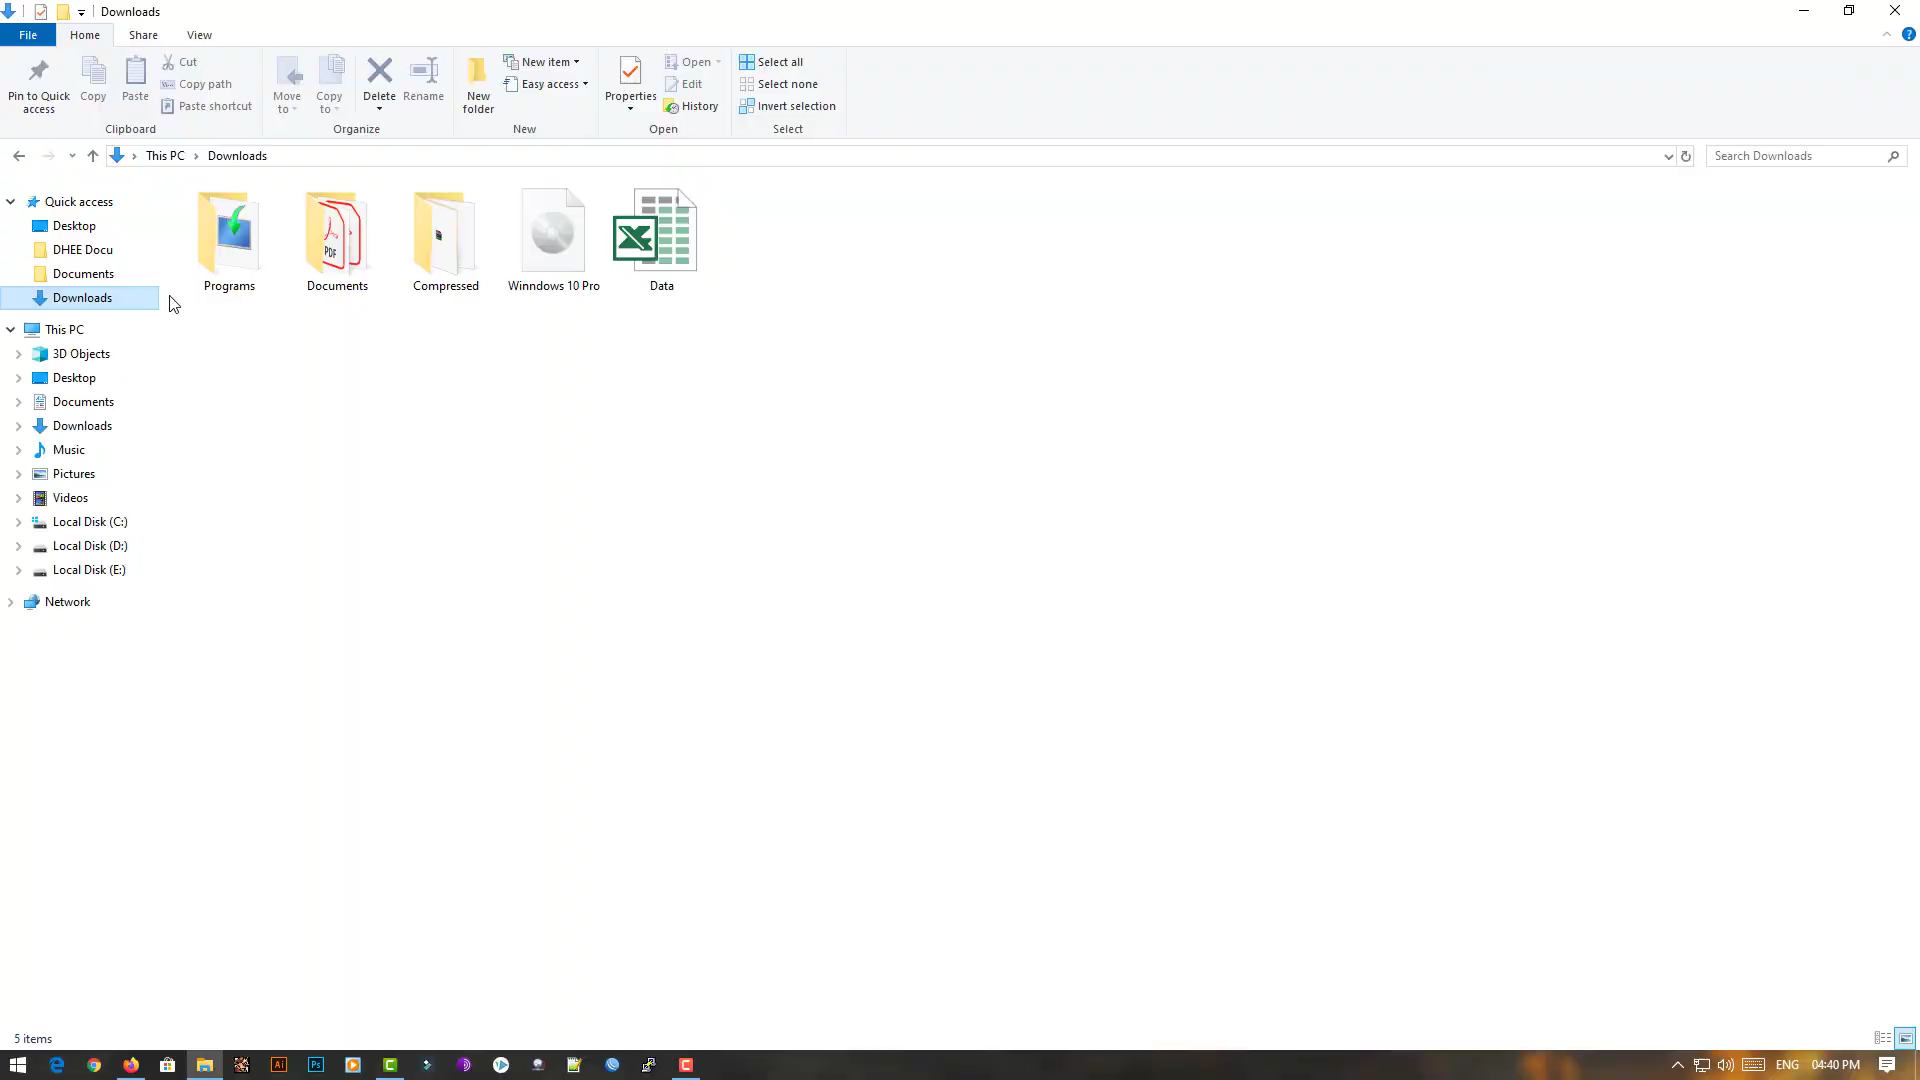 Downloads
File Home Share View
Pin to Quick access
Copy
Paste
Cut
Copy path
Paste shortcut
Clipboard
Move to
Copy to
Delete
Rename
Organize
New folder
New item
Easy access
New
Properties
Open
Edit
History
Open
Select all
Select none
Invert selection
Select
This PC Downloads
Search Downloads
Quick access
Desktop
DHEE Docu
Documents
Downloads
This PC
3D Objects
Desktop
Documents
Downloads
Music
Pictures
Videos
Local Disk (C:)
Local Disk (D:)
Local Disk (E:)
Network
PDF
Programs Documents Compressed Winndows 10 Pro Data
5 items
Ai Ps
ENG 04:40 PM